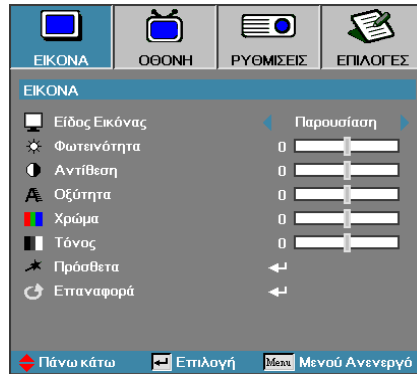 ΕΙΚΟΝΑ ΟΘΟΝΗ ΡΥΘΜΙΣΕΙΣ ΕΠΙΛΟΓΕΣ
ΕΙΚΟΝΑ
Είδος Εικόνας Παρουσίαση
Φωτεινότητα 0
Αντίθεση 0
Οξύτητα 0
Χρώμα 0
Τόνος 0
Πρόσθετα
Επαναφορά
Πάνω κάτω Επιλογή Menu Μενού Ανενεργό